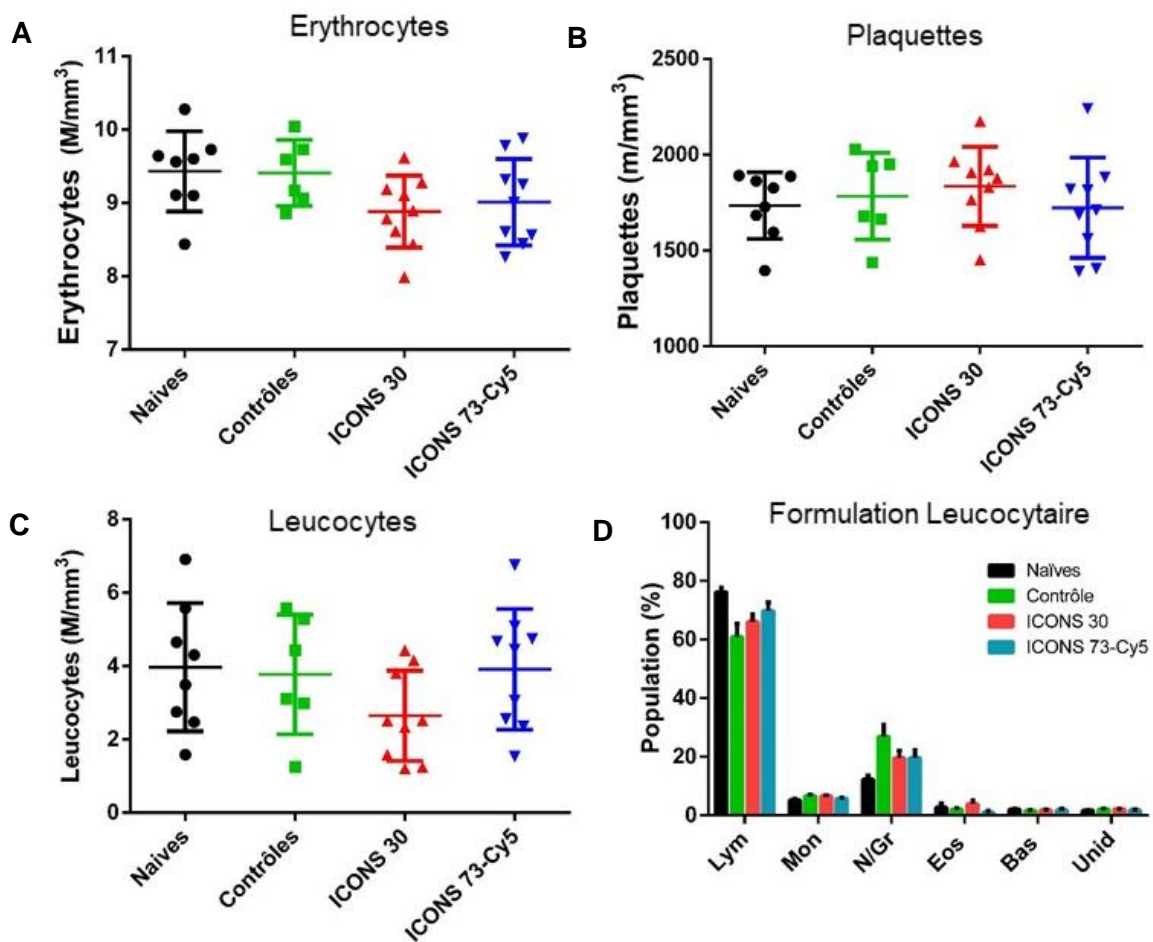 A
Erythrocytes
Erythrocytes (M/mm³)
11
10
9
8
7
Naives
Contrôles
ICONS 30
ICONS 73-Cy5
B
Plaquettes
Plaquettes (m/mm³)
2500
2000
1500
1000
Naives
Contrôles
ICONS 30
ICONS 73-Cy5
C
Leucocytes
Leucocytes (M/mm³)
8
6
4
2
0
Naives
Contrôles
ICONS 30
ICONS 73-Cy5
D
Formulation Leucocytaire
Population (%)
100
80
60
40
20
0
Naïves
Contrôle
ICONS 30
ICONS 73-Cy5
Lym
Mon
N/Gr
Eos
Bas
Unid